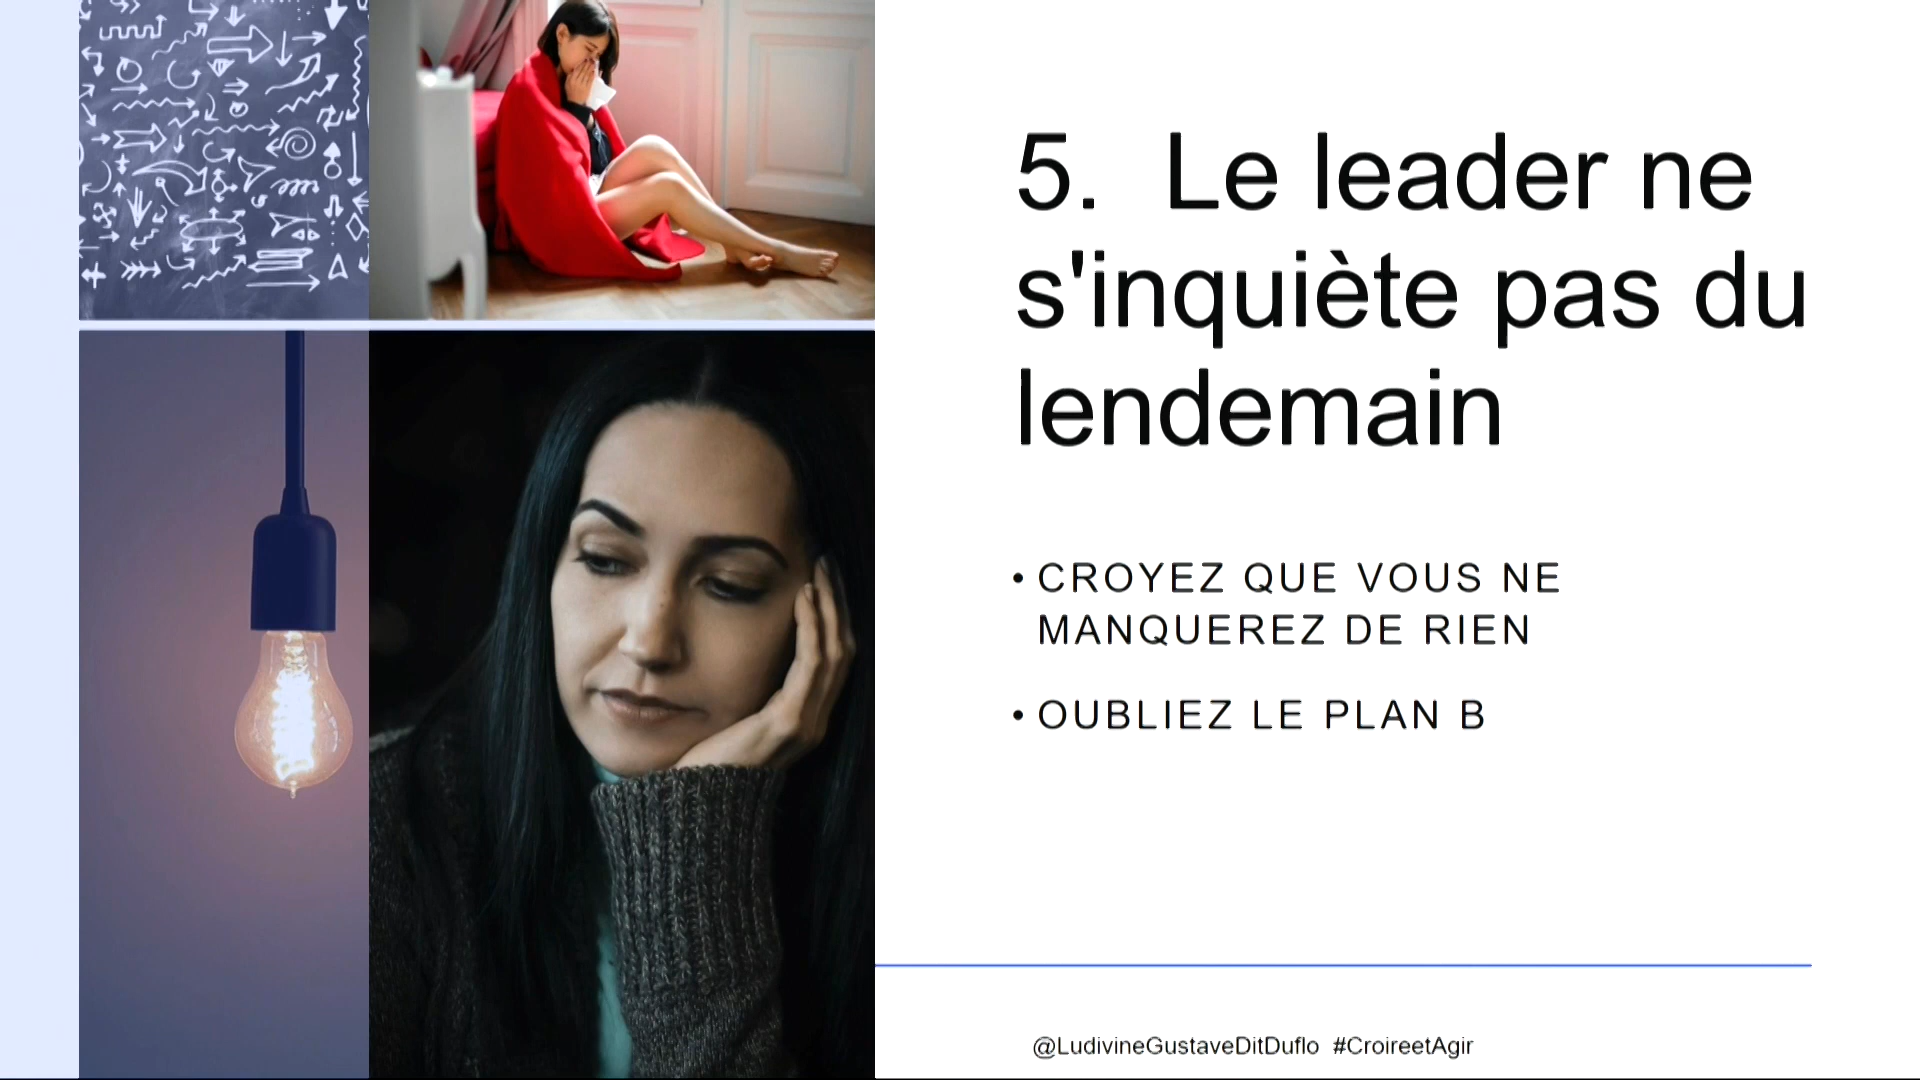 5.  Le leader ne
s'inquiète pas du
lendemain
• CROYEZ QUE VOUS NE
MANQUEREZ DE RIEN
• OUBLIEZ LE PLAN B
@LudivineGustaveDitDuflo  #CroireetAgir